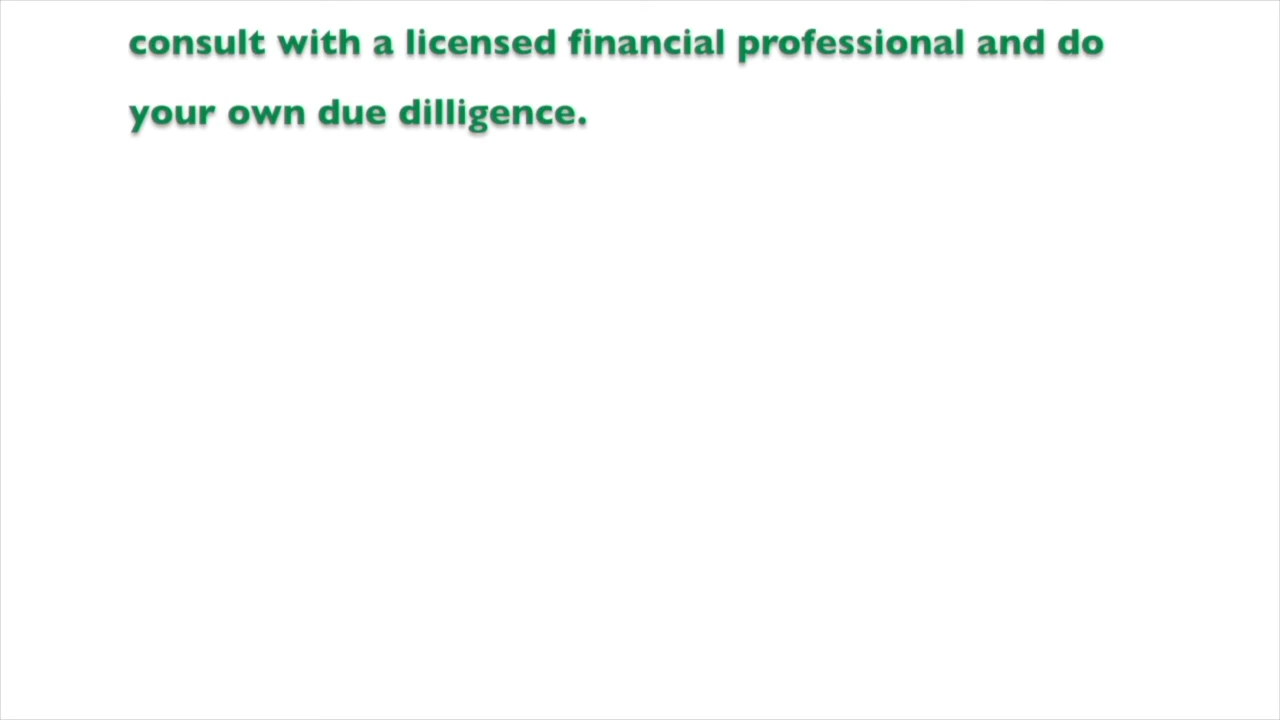 consult with a licensed financial professional and do
your own due dilligence.